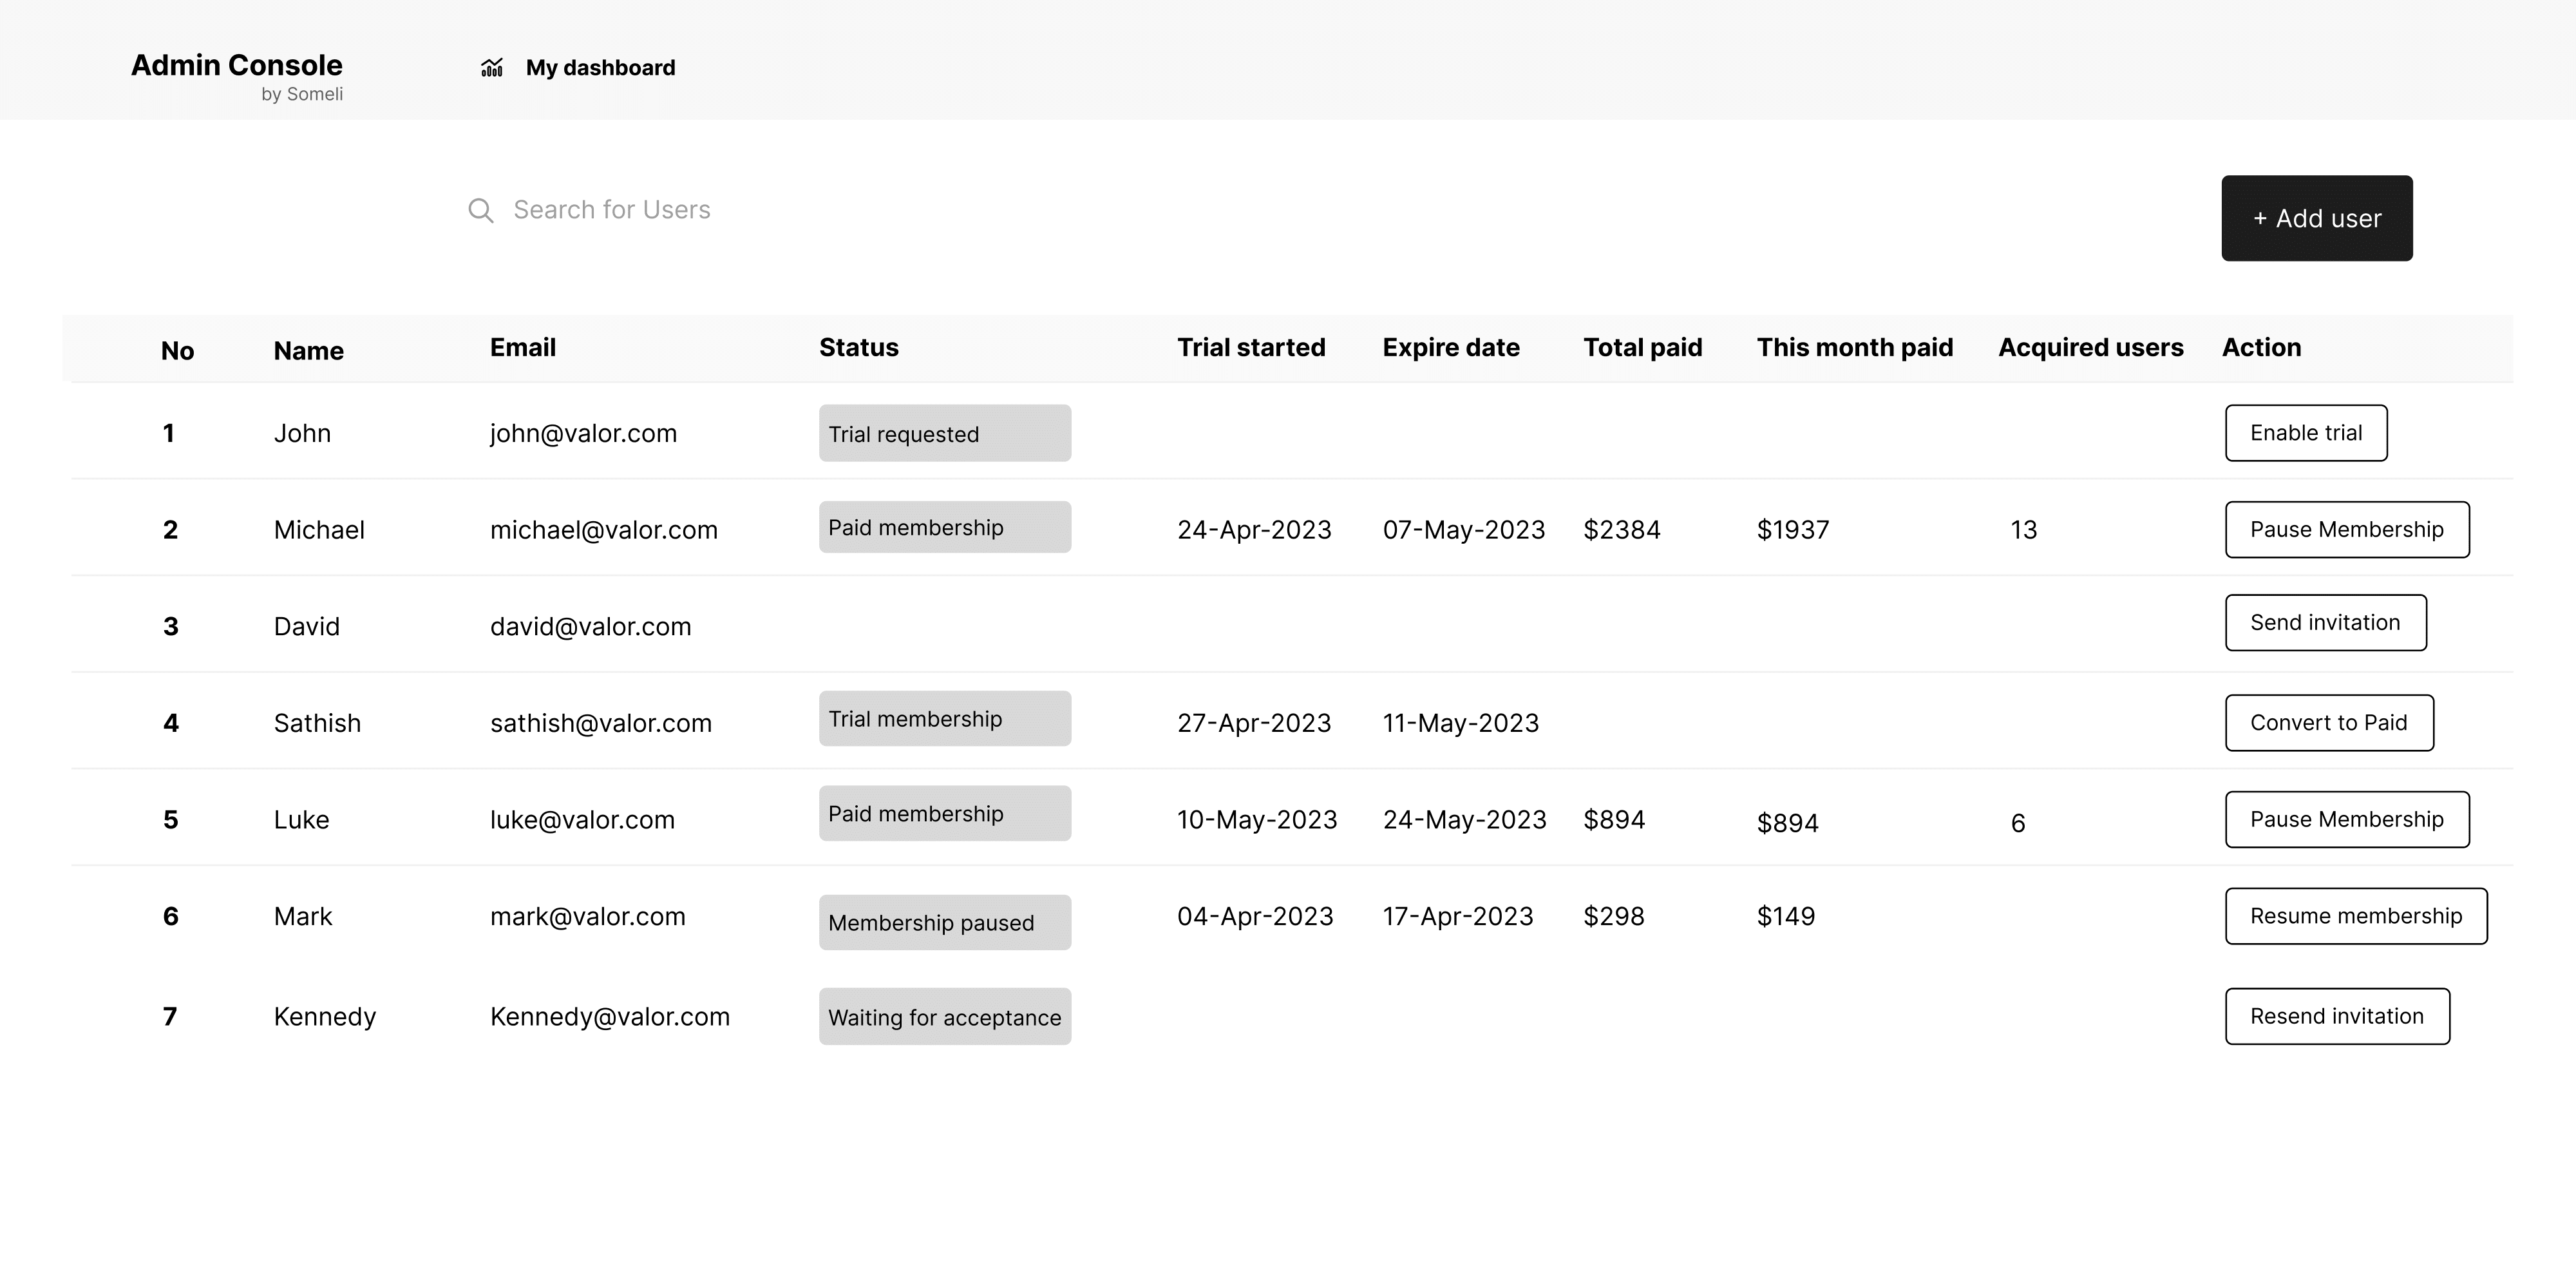 Admin Console
by Someli
My dashboard
Search for Users
+ Add user
No Name Email Status Trial started Expire date Total paid This month paid Acquired users Action
1 John john@valor.com Trial requested Enable trial
2 Michael michael@valor.com Paid membership 24-Apr-2023 07-May-2023 $2384 $1937 13 Pause Membership
3 David david@valor.com Send invitation
4 Sathish sathish@valor.com Trial membership 27-Apr-2023 11-May-2023 Convert to Paid
5 Luke luke@valor.com Paid membership 10-May-2023 24-May-2023 $894 $894 6 Pause Membership
6 Mark mark@valor.com Membership paused 04-Apr-2023 17-Apr-2023 $298 $149 Resume membership
7 Kennedy Kennedy@valor.com Waiting for acceptance Resend invitation